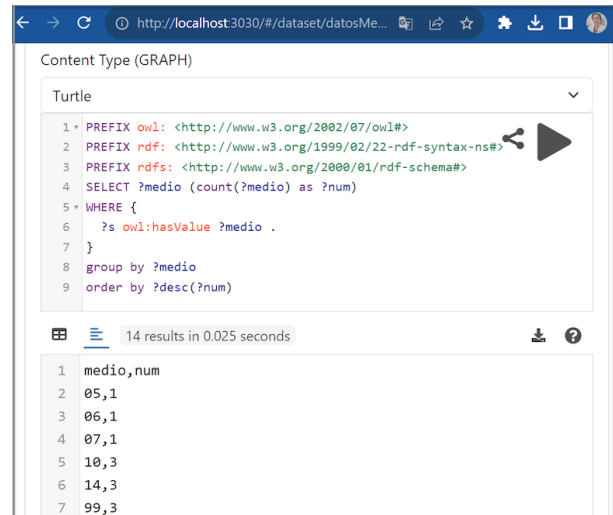 http://localhost:3030/#/dataset/datosMe...
Content Type (GRAPH)
Turtle
1 PREFIX owl: <http://www.w3.org/2002/07/owl#>
2 PREFIX rdf: <http://www.w3.org/1999/02/22-rdf-syntax-ns#>
3 PREFIX rdfs: <http://www.w3.org/2000/01/rdf-schema#>
4 SELECT ?medio (count(?medio) as ?num)
5 WHERE {
6 ?s owl:hasValue ?medio .
7 }
8 group by ?medio
9 order by ?desc(?num)
14 results in 0.025 seconds
1 medio,num
2 05,1
3 06,1
4 07,1
5 10,3
6 14,3
7 99,3